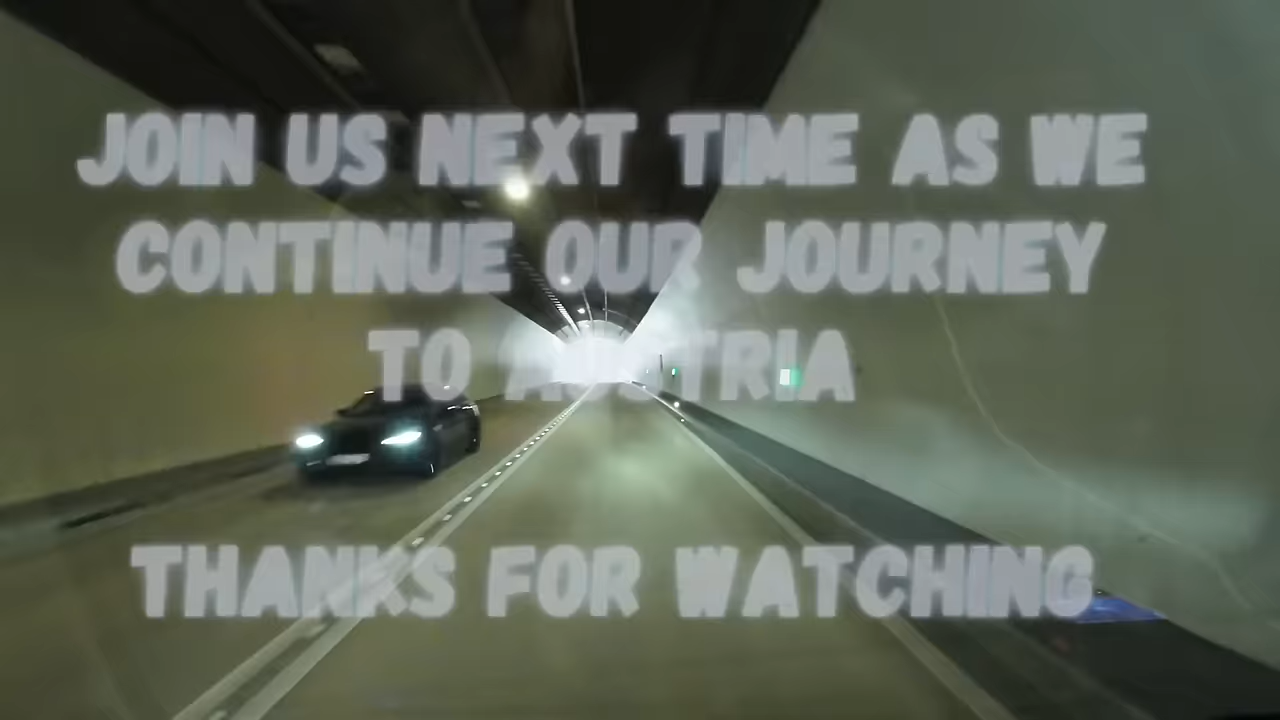 JOIN US NEXT TIME AS WE
CONTINUE OUR JOURNEY
TO AUSTRIA
THANKS FOR WATCHING